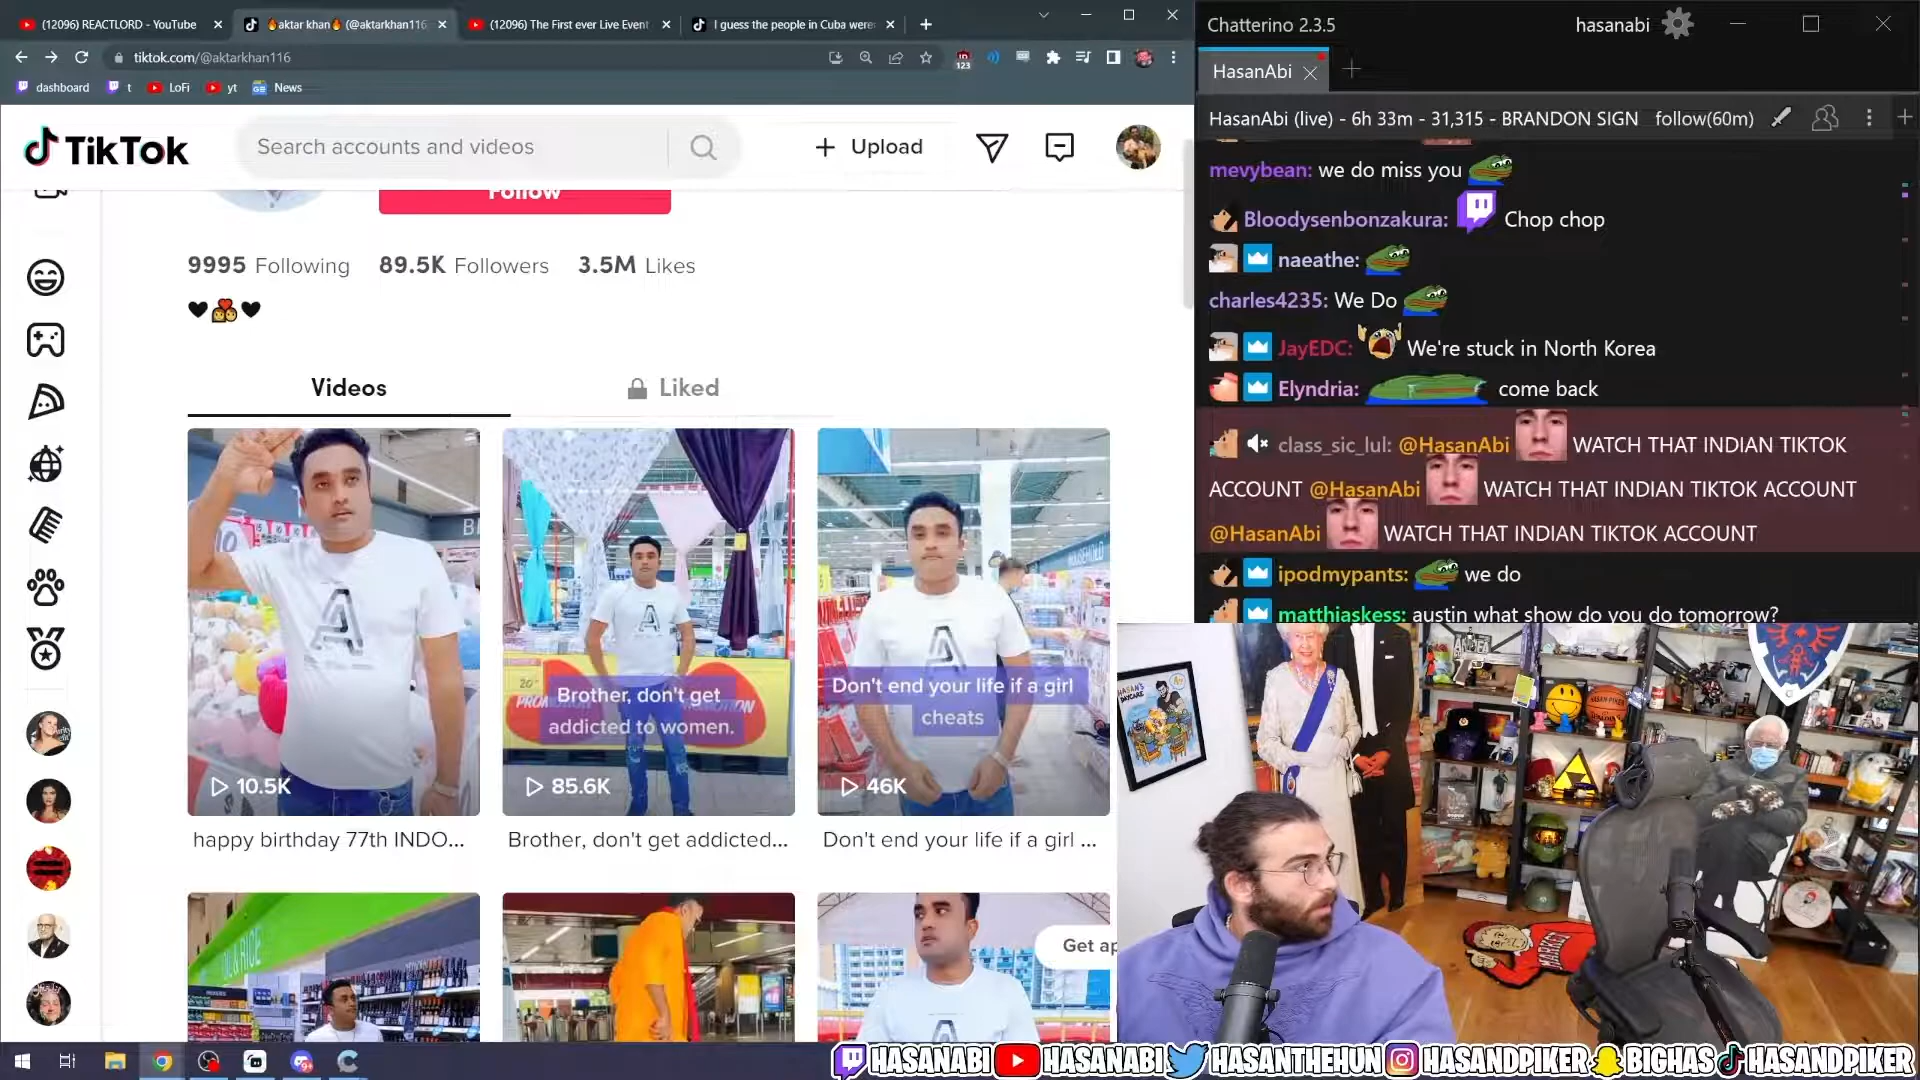 (12096) REACTLORD - YouTube
🔥aktar khan🔥 (@aktarkhan116
(12096) The First ever Live Event
I guess the people in Cuba were
tiktok.com/@aktarkhan116
123
dashboard
t
LoFi
yt
News
TikTok
Search accounts and videos
Upload
Follow
9995 Following 89.5K Followers 3.5M Likes
🖤💑🖤
Videos
Liked
10.5K
Brother, don't get
addicted to women.
PROMOTION
85.6K
Don't end your life if a girl
cheats
HOUSEHOLD
46K
happy birthday 77th INDO...
Brother, don't get addicted...
Don't end your life if a girl ...
Get ap
Chatterino 2.3.5
hasanabi
HasanAbi
HasanAbi (live) - 6h 33m - 31,315 - BRANDON SIGN follow(60m)
mevybean: we do miss you
Bloodysenbonzakura: Chop chop
naeathe:
charles4235: We Do
JayEDC: We're stuck in North Korea
Elyndria: come back
class_sic_lul: @HasanAbi WATCH THAT INDIAN TIKTOK
ACCOUNT @HasanAbi WATCH THAT INDIAN TIKTOK ACCOUNT
@HasanAbi WATCH THAT INDIAN TIKTOK ACCOUNT
ipodmypants: we do
matthiaskess: austin what show do you do tomorrow?
MARKET
HASANABI HASANABI HASANTHEHUN HASANDPIKER BIGHAS HASANDPIKER